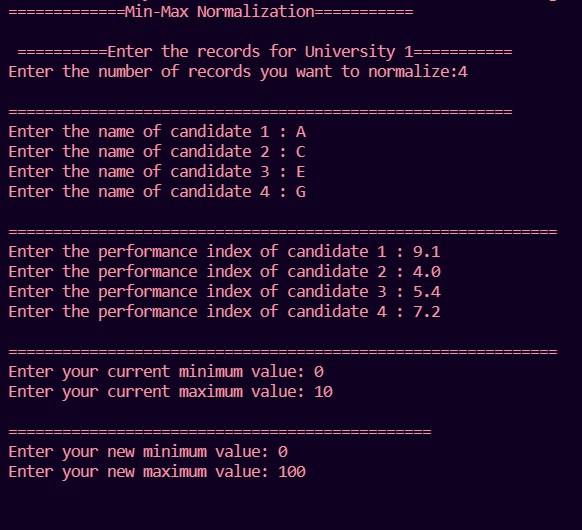 =============Min-Max Normalization===========
==========Enter the records for University 1===========
Enter the number of records you want to normalize:4
========================================================
Enter the name of candidate 1 : A
Enter the name of candidate 2 : C
Enter the name of candidate 3 : E
Enter the name of candidate 4 : G
=============================================================
Enter the performance index of candidate 1 : 9.1
Enter the performance index of candidate 2 : 4.0
Enter the performance index of candidate 3 : 5.4
Enter the performance index of candidate 4 : 7.2
=============================================================
Enter your current minimum value: 0
Enter your current maximum value: 10
===============================================
Enter your new minimum value: 0
Enter your new maximum value: 100